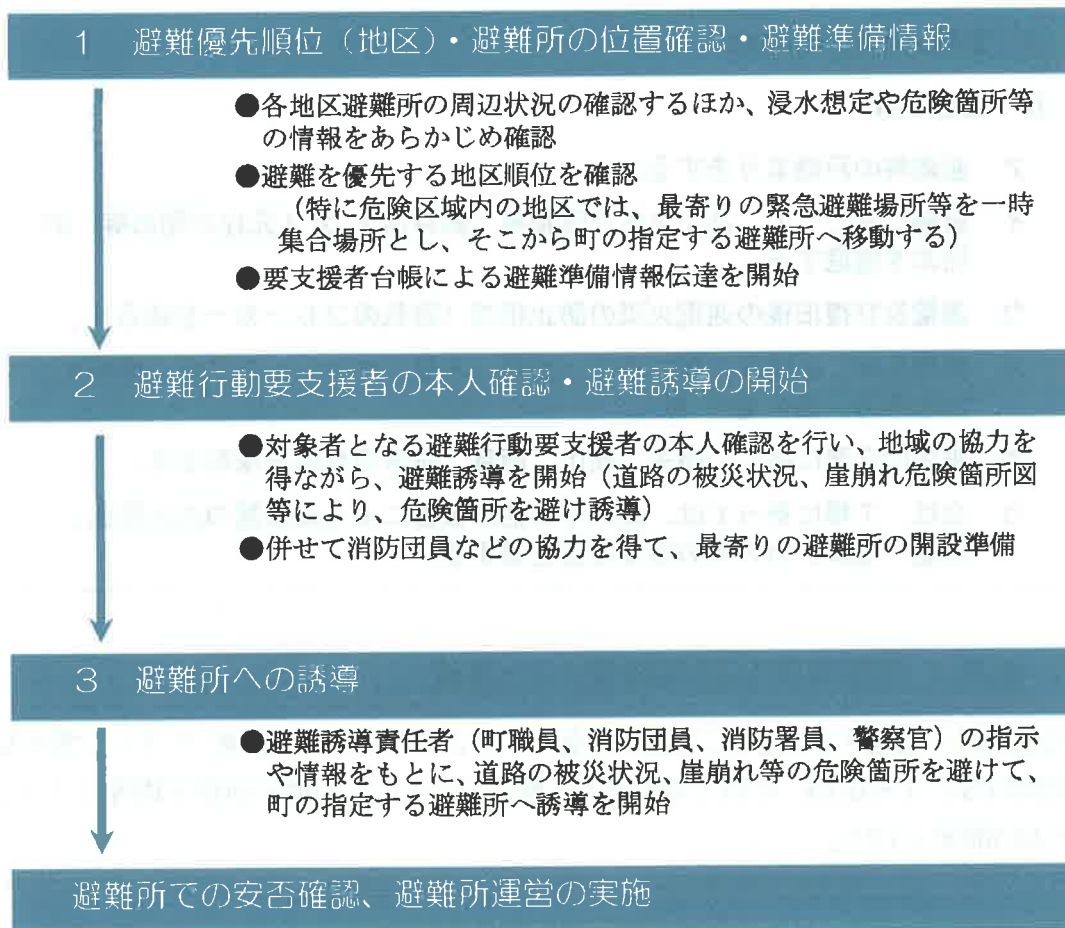 1 避難優先順位（地区）・避難所の位置確認・避難準備情報
●各地区避難所の周辺状況の確認するほか、浸水想定や危険箇所等
の情報をあらかじめ確認
●避難を優先する地区順位を確認
（特に危険区域内の地区では、最寄りの緊急避難場所等を一時
集合場所とし、そこから町の指定する避難所へ移動する）
●要支援者台帳による避難準備情報伝達を開始
2 避難行動要支援者の本人確認・避難誘導の開始
●対象者となる避難行動要支援者の本人確認を行い、地域の協力を
得ながら、避難誘導を開始（道路の被災状況、崖崩れ危険箇所図
等により、危険箇所を避け誘導）
●併せて消防団員などの協力を得て、最寄りの避難所の開設準備
3 避難所への誘導
●避難誘導責任者（町職員、消防団員、消防署員、警察官）の指示
や情報をもとに、道路の被災状況、崖崩れ等の危険箇所を避けて、
町の指定する避難所へ誘導を開始
避難所での安否確認、避難所運営の実施